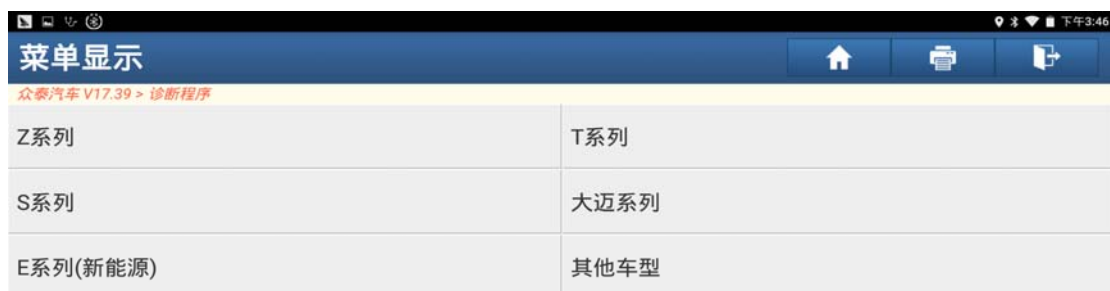 下午3:46
菜单显示
众泰汽车 V17.39 > 诊断程序
Z系列
T系列
S系列
大迈系列
E系列(新能源)
其他车型